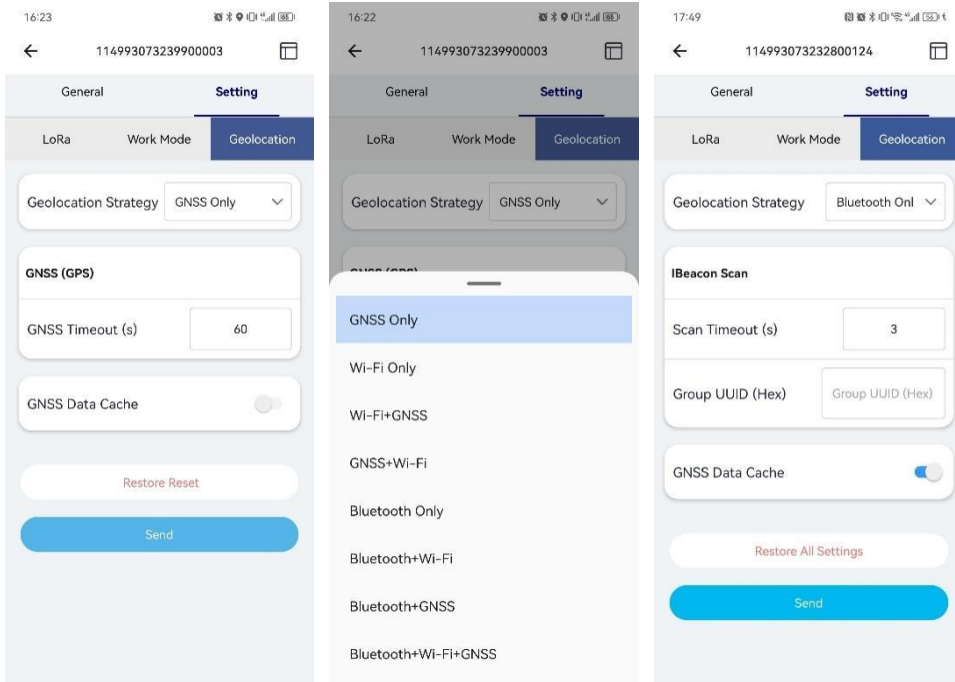 16:23
65
114993073239900003
General Setting
LoRa Work Mode Geolocation
Geolocation Strategy GNSS Only
GNSS (GPS)
GNSS Timeout (s) 60
GNSS Data Cache
Restore Reset
Send
16:22
65
114993073239900003
General Setting
LoRa Work Mode Geolocation
Geolocation Strategy GNSS Only
GNSS (GPS)
GNSS Only
Wi-Fi Only
Wi-Fi+GNSS
GNSS+Wi-Fi
Bluetooth Only
Bluetooth+Wi-Fi
Bluetooth+GNSS
Bluetooth+Wi-Fi+GNSS
17:49
114993073232800124
General Setting
LoRa Work Mode Geolocation
Geolocation Strategy Bluetooth Onl
IBeacon Scan
Scan Timeout (s) 3
Group UUID (Hex) Group UUID (Hex)
GNSS Data Cache
Restore All Settings
Send